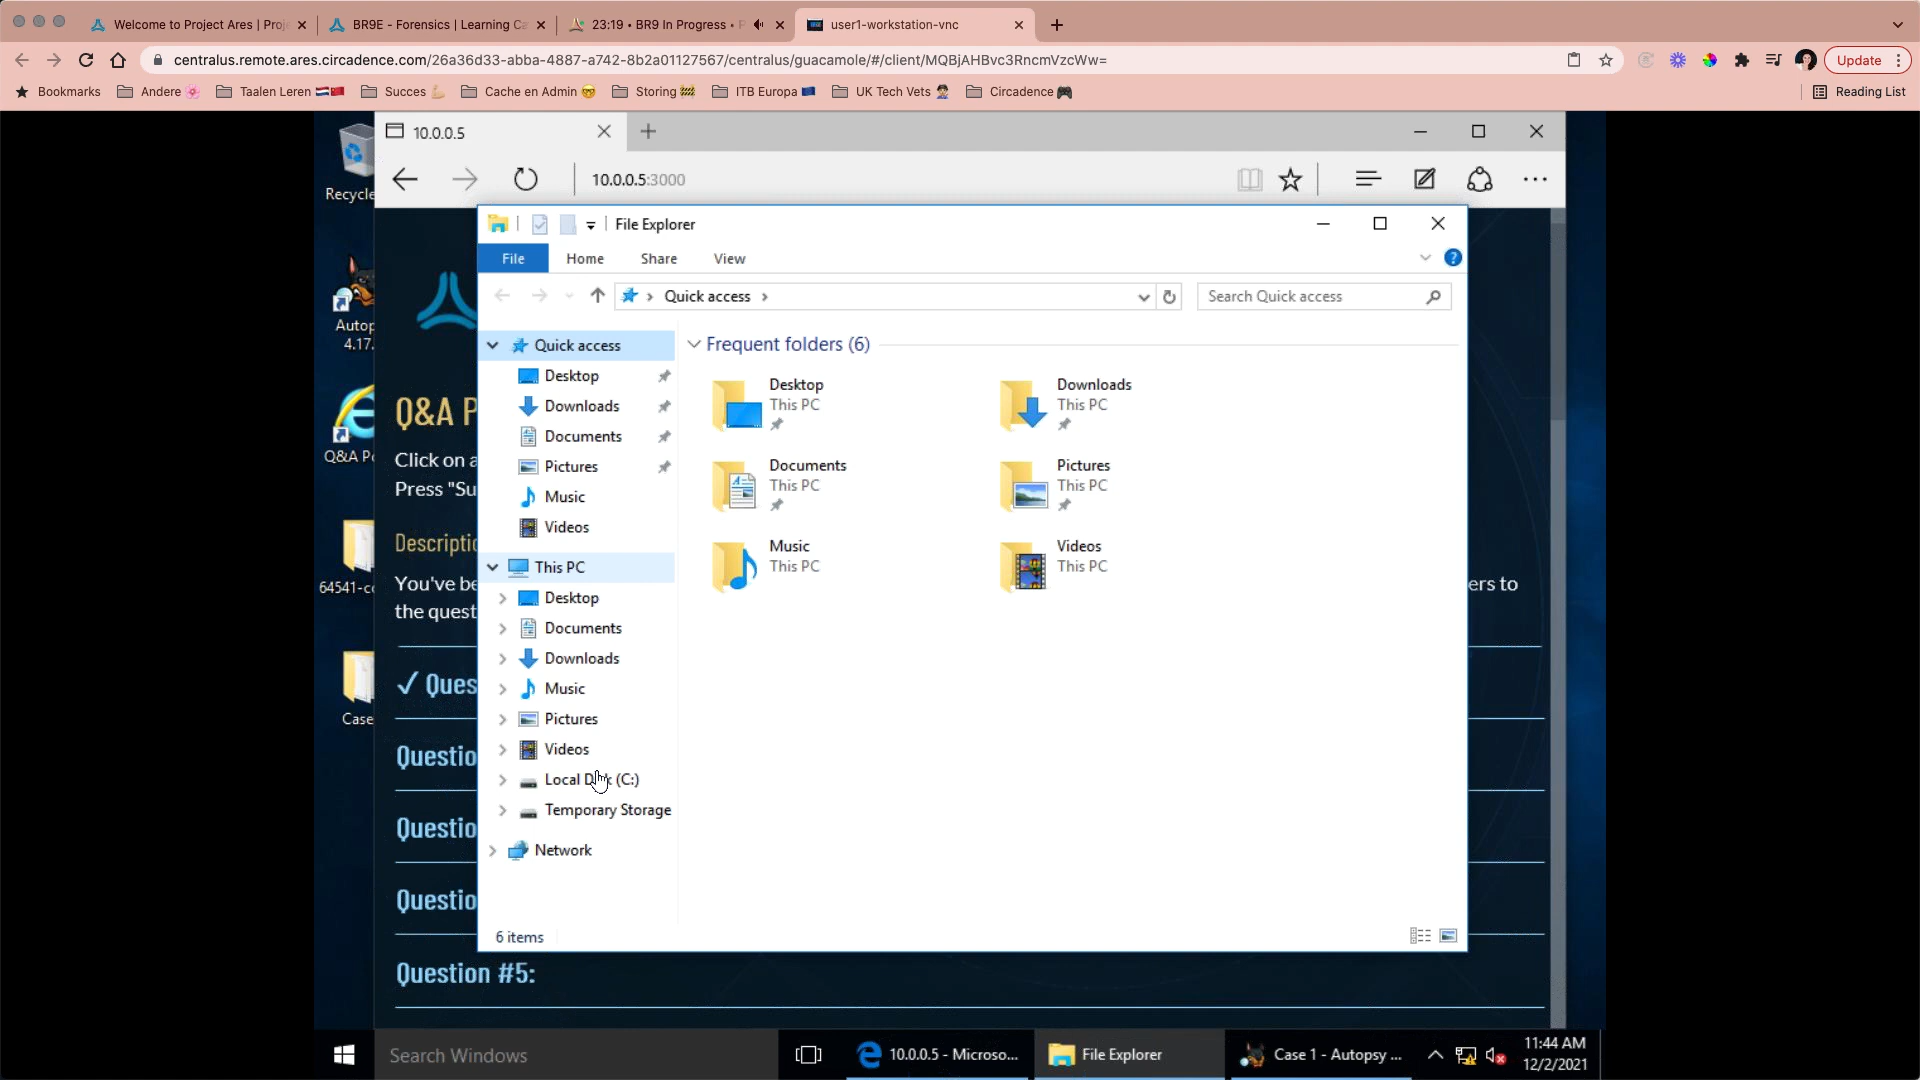 Welcome to Project Ares | Proj
BR9E - Forensics | Learning Ca
23:19 • BR9 In Progress • P
user1-workstation-vnc
centralus.remote.ares.circadence.com/26a36d33-abba-4887-a742-8b2a01127567/centralus/guacamole/#/client/MQBjAHBvc3RncmVzcWw=
Update
Bookmarks
Andere
Taalen Leren
Succes
Cache en Admin
Storing
ITB Europa
UK Tech Vets
Circadence
Reading List
10.0.0.5
10.0.0.5:3000
Recycle
Autop
4.17.
Q&A Po
64541-co
Case
Q&A P
Click on a
Press "Su
Descriptio
You've be
ers to
the quest
✓ Ques
Questio
Questio
Questio
Question #5:
File Explorer
File
Home
Share
View
Quick access
Search Quick access
Quick access
Desktop
Downloads
Documents
Pictures
Music
Videos
This PC
Desktop
Documents
Downloads
Music
Pictures
Videos
Local Disk (C:)
Temporary Storage
Network
Frequent folders (6)
Desktop
This PC
Downloads
This PC
Documents
This PC
Pictures
This PC
Music
This PC
Videos
This PC
6 items
Search Windows
10.0.0.5 - Microso...
File Explorer
Case 1 - Autopsy ...
11:44 AM
12/2/2021